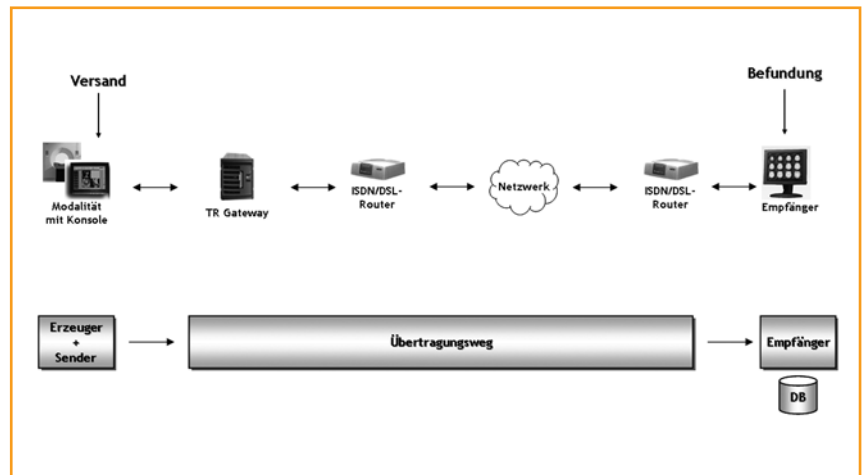 Versand
Befundung
Modalität
mit Konsole
TR Gateway
ISDN/DSL-
Router
Netzwerk
ISDN/DSL-
Router
Empfänger
Erzeuger
+
Sender
Übertragungsweg
Empfänger
DB